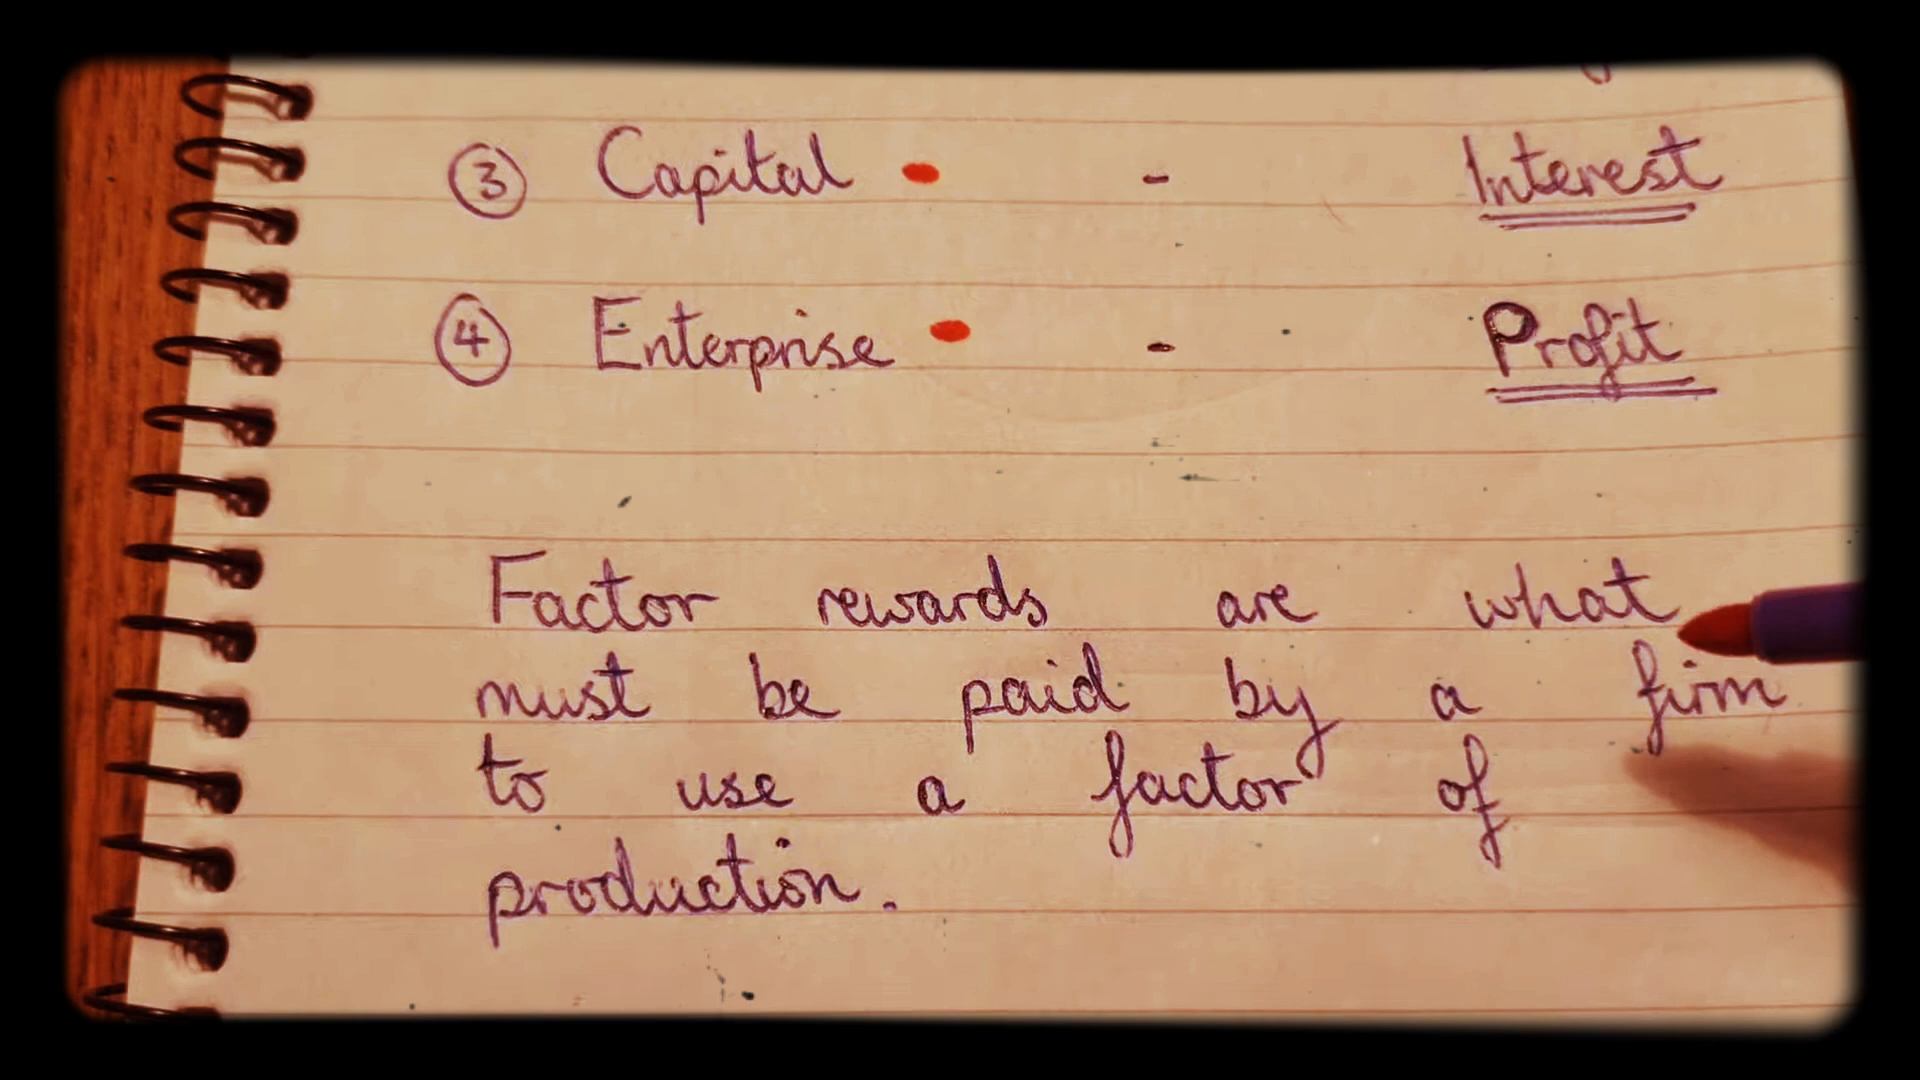 ③ Capital - Interest
④ Enterprise - Profit
Factor rewards are what
must be paid by a firm
to use a factor of
production.